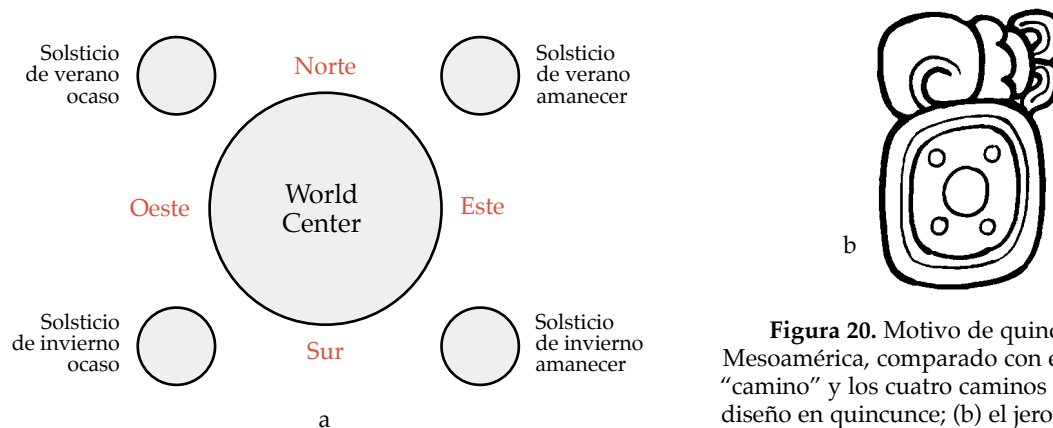 Solsticio
de verano
ocaso
Norte
Solsticio
de verano
amanecer
Oeste
World
Center
Este
Solsticio
de invierno
ocaso
Sur
Solsticio
de invierno
amanecer
a
b
Figura 20. Motivo de quinc
Mesoamérica, comparado con e
“camino” y los cuatro caminos
diseño en quincunce; (b) el jero